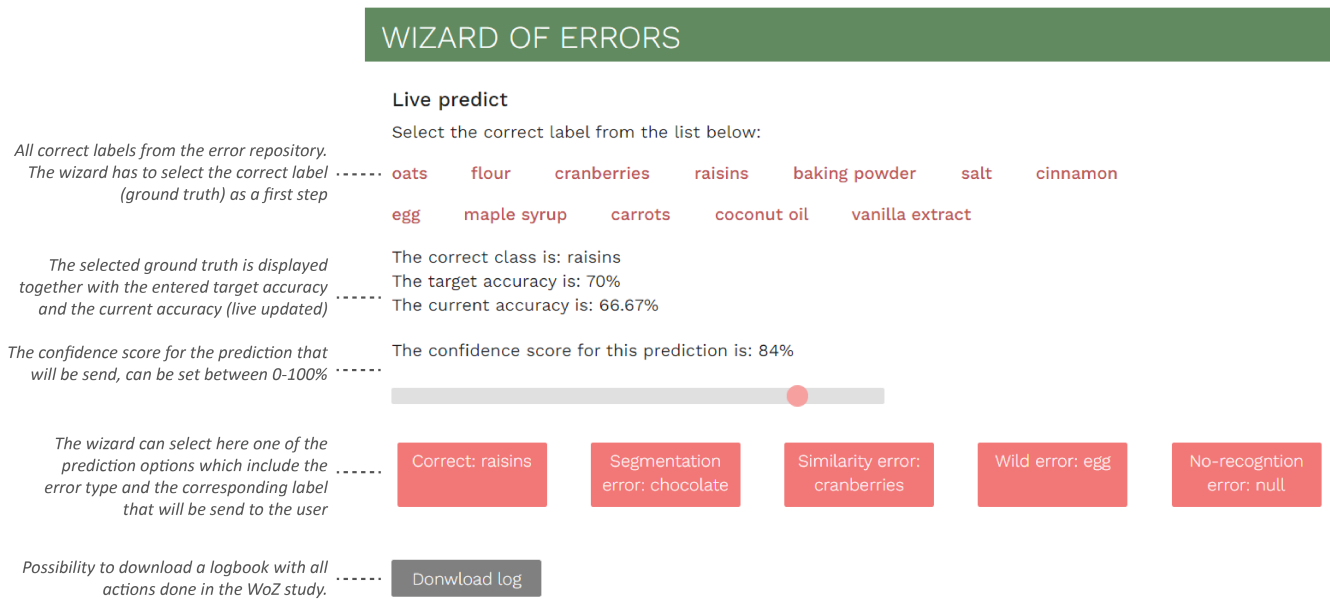 WIZARD OF ERRORS
Live predict
Select the correct label from the list below:
All correct labels from the error repository.
The wizard has to select the correct label
(ground truth) as a first step
oats flour cranberries raisins baking powder salt cinnamon
egg maple syrup carrots coconut oil vanilla extract
The selected ground truth is displayed
together with the entered target accuracy
and the current accuracy (live updated)
The correct class is: raisins
The target accuracy is: 70%
The current accuracy is: 66.67%
The confidence score for the prediction that
will be send, can be set between 0-100%
The confidence score for this prediction is: 84%
The wizard can select here one of the
prediction options which include the
error type and the corresponding label
that will be send to the user
Correct: raisins
Segmentation
error: chocolate
Similarity error:
cranberries
Wild error: egg
No-recogntion
error: null
Possibility to download a logbook with all
actions done in the WoZ study.
Donwload log